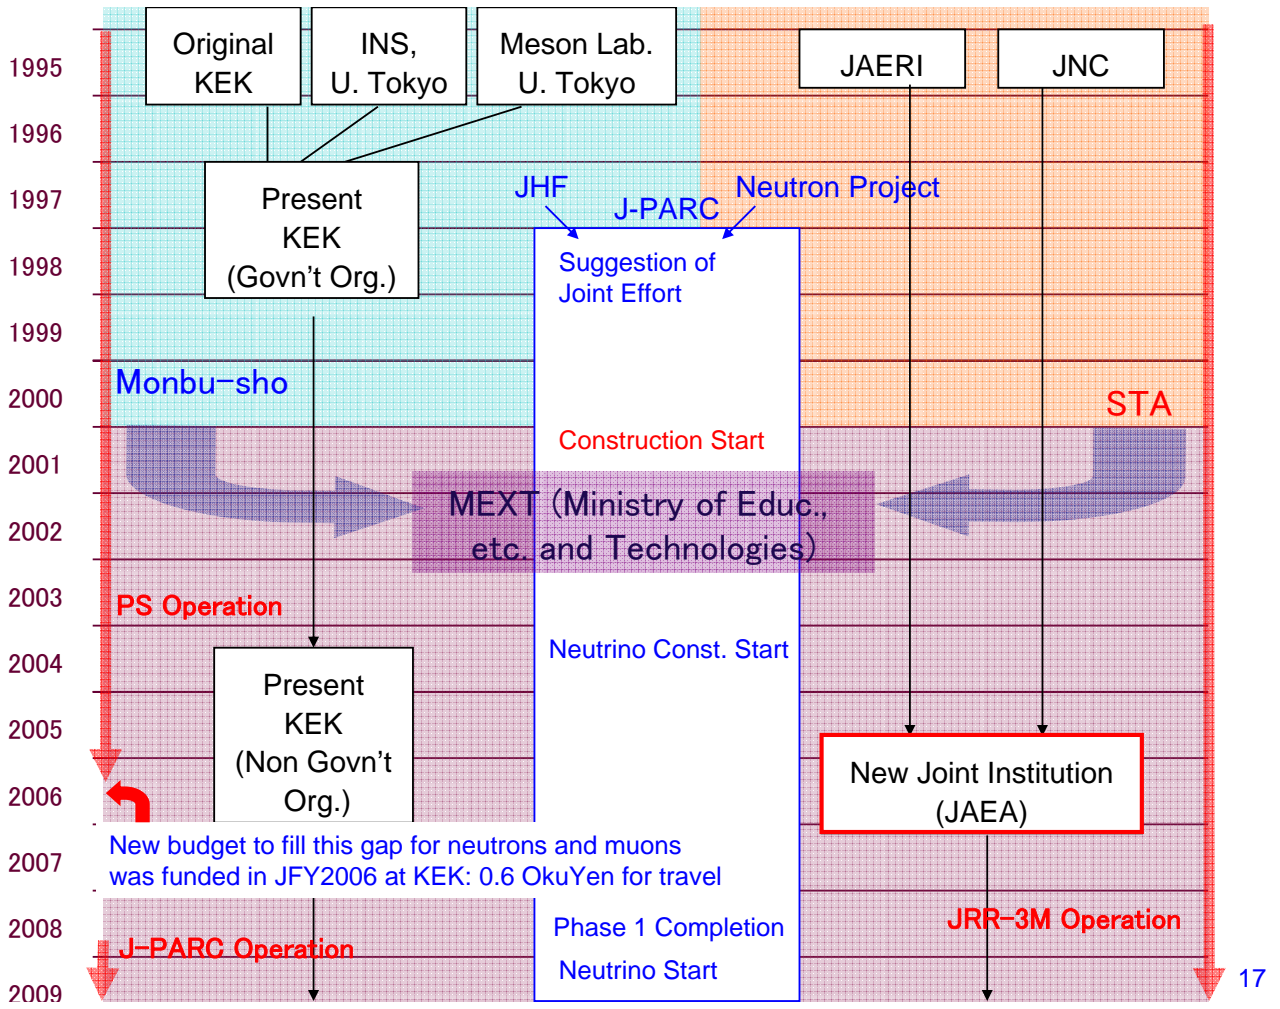 Original
KEK
INS,
U. Tokyo
Meson Lab.
U. Tokyo
JAERI
JNC
1995
1996
1997
1998
1999
2000
2001
2002
2003
2004
2005
2006
2007
2008
2009
Present
KEK
(Govn't Org.)
JHF
Neutron Project
J-PARC
Suggestion of
Joint Effort
Monbu-sho
STA
Construction Start
MEXT (Ministry of Educ.,
etc. and Technologies)
PS Operation
Neutrino Const. Start
Present
KEK
(Non Govn't
Org.)
New Joint Institution
(JAEA)
New budget to fill this gap for neutrons and muons
was funded in JFY2006 at KEK: 0.6 OkuYen for travel
Phase 1 Completion
JRR-3M Operation
J-PARC Operation
Neutrino Start
17